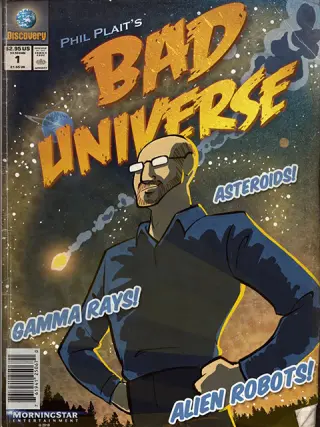 Discovery
$2.95 US
1
PHIL PLAIT'S
BAD
UNIVERSE
ASTEROIDS!
GAMMA RAYS!
ALIEN ROBOTS!
MORNINGSTAR
ENTERTAINMENT